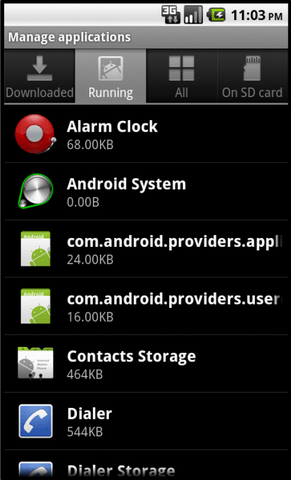 3G 11:03 PM
Manage applications
Downloaded Running All On SD card
Alarm Clock
68.00KB
Android System
0.00B
com.android.providers.appli
24.00KB
com.android.providers.user
16.00KB
Contacts Storage
464KB
Dialer
544KB
Dialer Storage